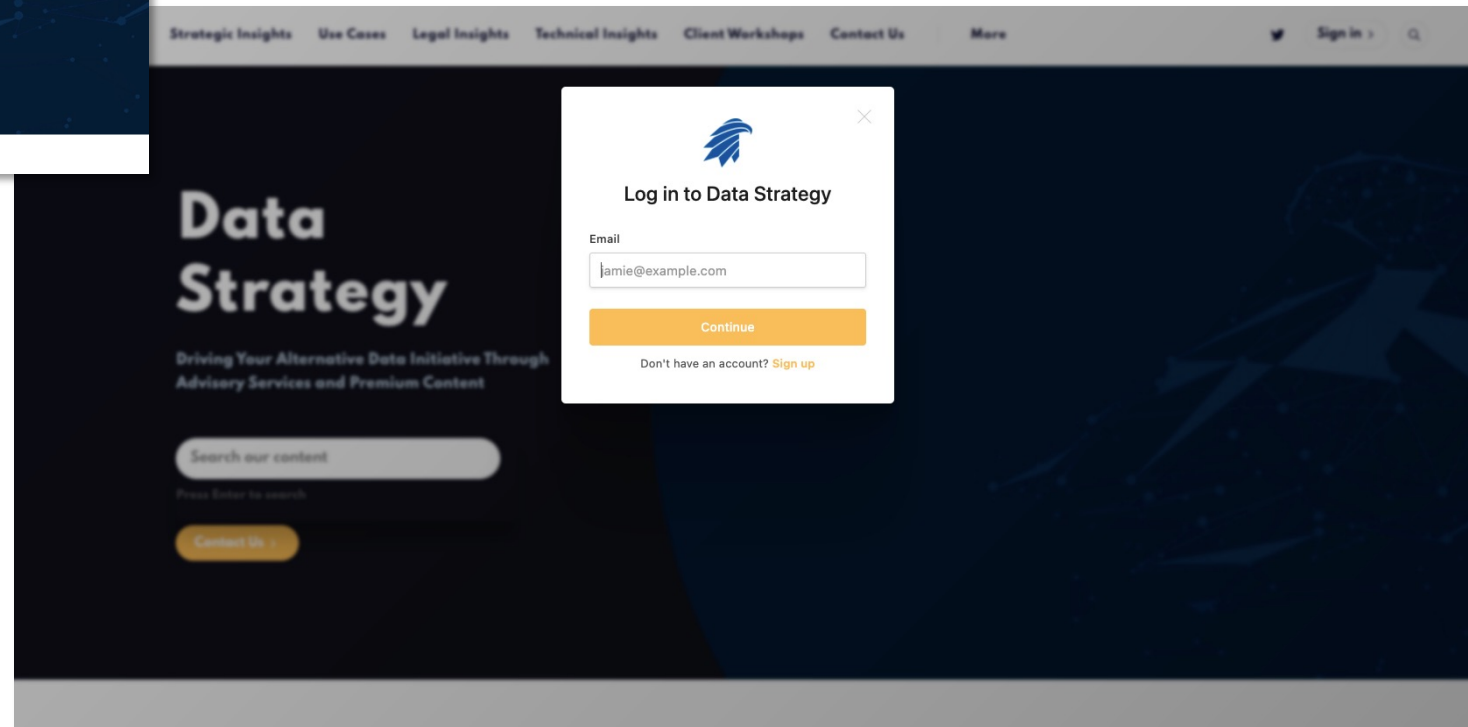 Strategic Insights Use Cases Legal Insights Technical Insights Client Workshops Contact Us More Sign in ›
Log in to Data Strategy
Email
jamie@example.com
Continue
Don't have an account? Sign up
Data
Strategy
Driving Your Alternative Data Initiative Through
Advisory Services and Premium Content
Search our content
Press Enter to search
Contact Us ›